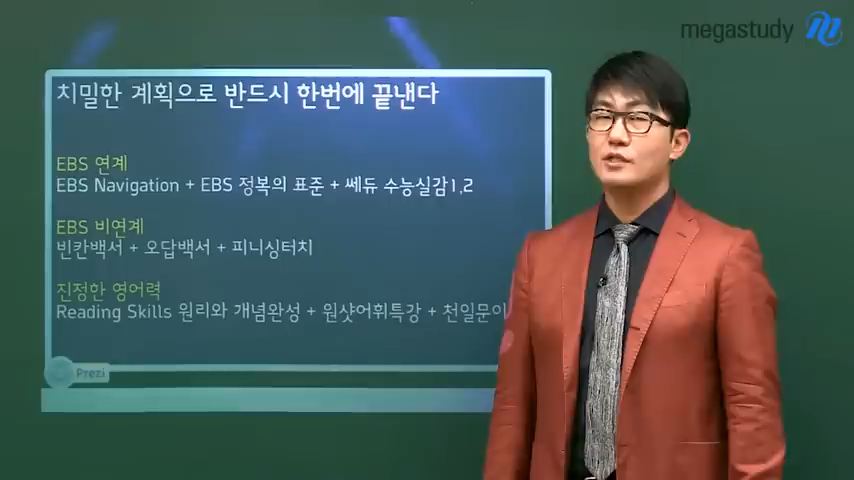 megastudy
치밀한 계획으로 반드시 한번에 끝낸다
EBS 연계
EBS Navigation + EBS 정복의 표준 + 쎄듀 수능실감1,2
EBS 비연계
빈칸백서 + 오답백서 + 피니싱터치
진정한 영어력
Reading Skills 원리와 개념완성 + 원샷어휘특강 + 천일문이
Prezi